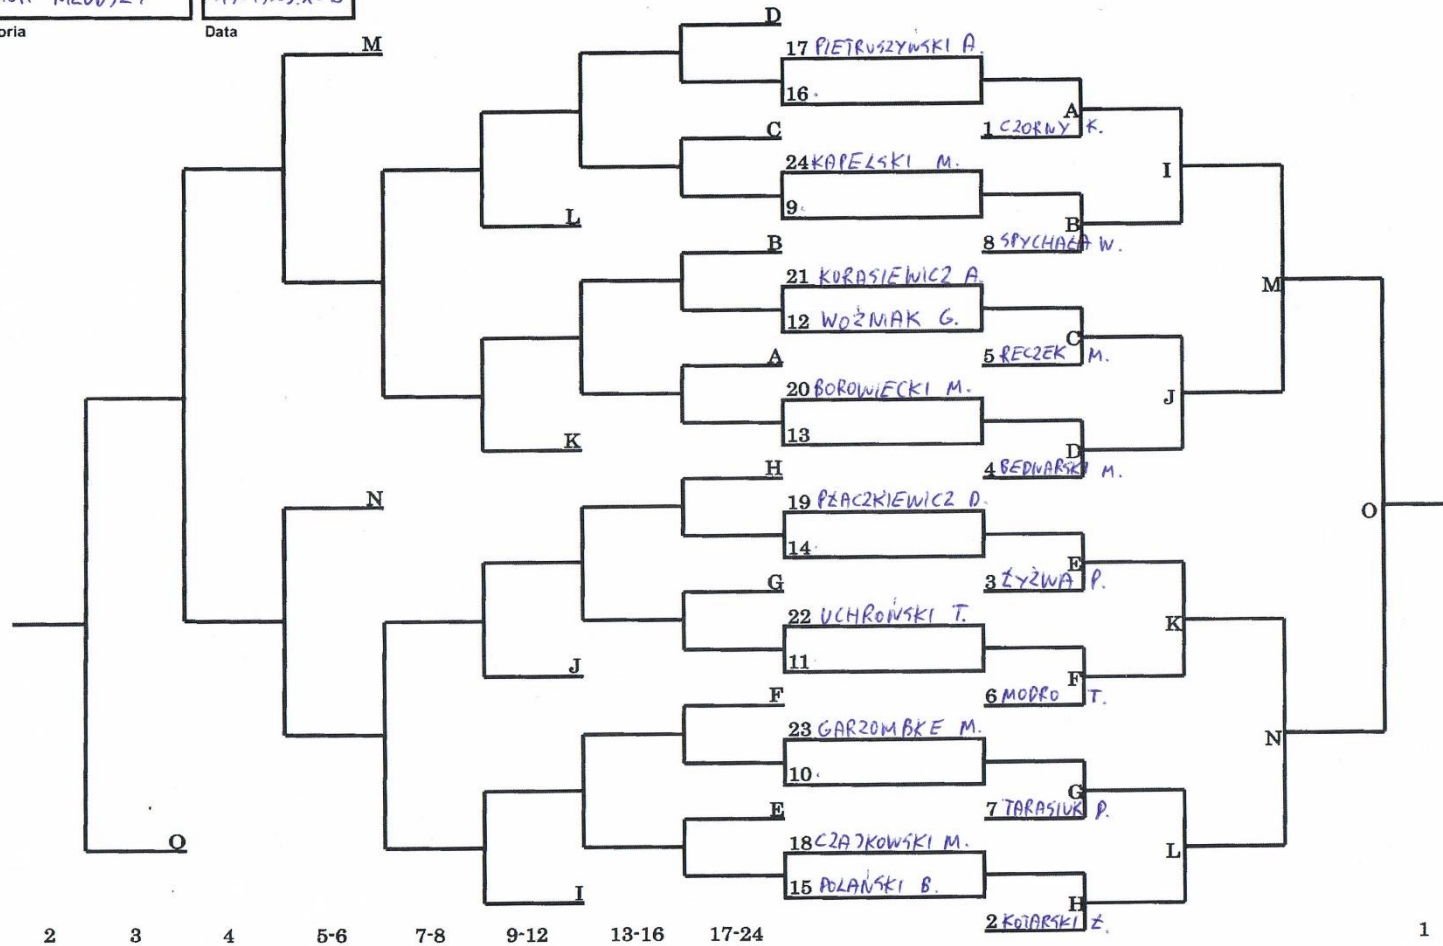 oria
Data
D
M
17 PIETRUSZYŃSKI A.
16.
A
1 CZORNY K.
C
24 KAPELSKI M.
I
9.
L
B
8 SPYCHAŁA W.
B
21 KURASIEWICZ A.
M
12 WOŹNIAK G.
C
5 RECZEK M.
A
20 BOROWIECKI M.
J
13
K
D
4 BEDNARSKI M.
H
N
19 PŁACZKIEWICZ D.
O
14.
E
3 ŁYŻWA P.
G
22 UCHROŃSKI T.
K
11
J
F
6 MODRO T.
F
23 GARZOMBKE M.
N
10.
G
7 TARASIUK P.
E
O
18 CZAJKOWSKI M.
L
15 POLAŃSKI B.
I
H
2 KOTARSKI Ł.
2 3 4 5-6 7-8 9-12 13-16 17-24 1